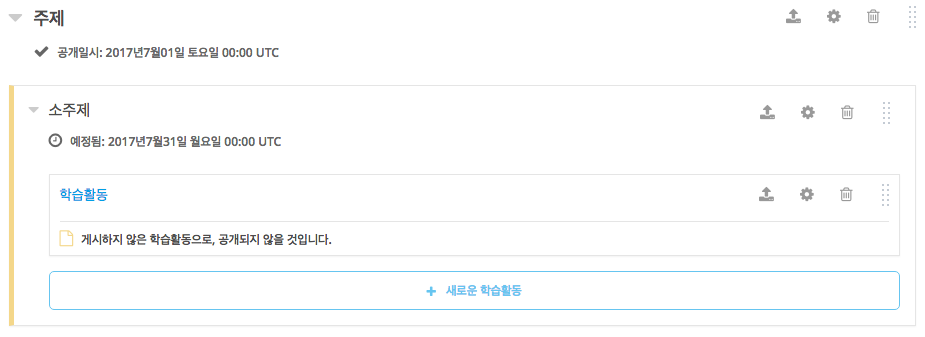 주제
공개일시: 2017년7월01일 토요일 00:00 UTC
소주제
예정됨: 2017년7월31일 월요일 00:00 UTC
학습활동
게시하지 않은 학습활동으로, 공개되지 않을 것입니다.
+ 새로운 학습활동